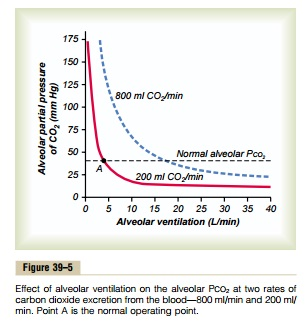 175
150
125
100
75
50
25
0
Alveolar partial pressure
of CO₂ (mm Hg)
800 ml CO₂/min
Normal alveolar PCO₂
A
200 ml CO₂/min
0 5 10 15 20 25 30 35 40
Alveolar ventilation (L/min)
Figure 39–5
Effect of alveolar ventilation on the alveolar PCO₂ at two rates of
carbon dioxide excretion from the blood—800 ml/min and 200 ml/
min. Point A is the normal operating point.